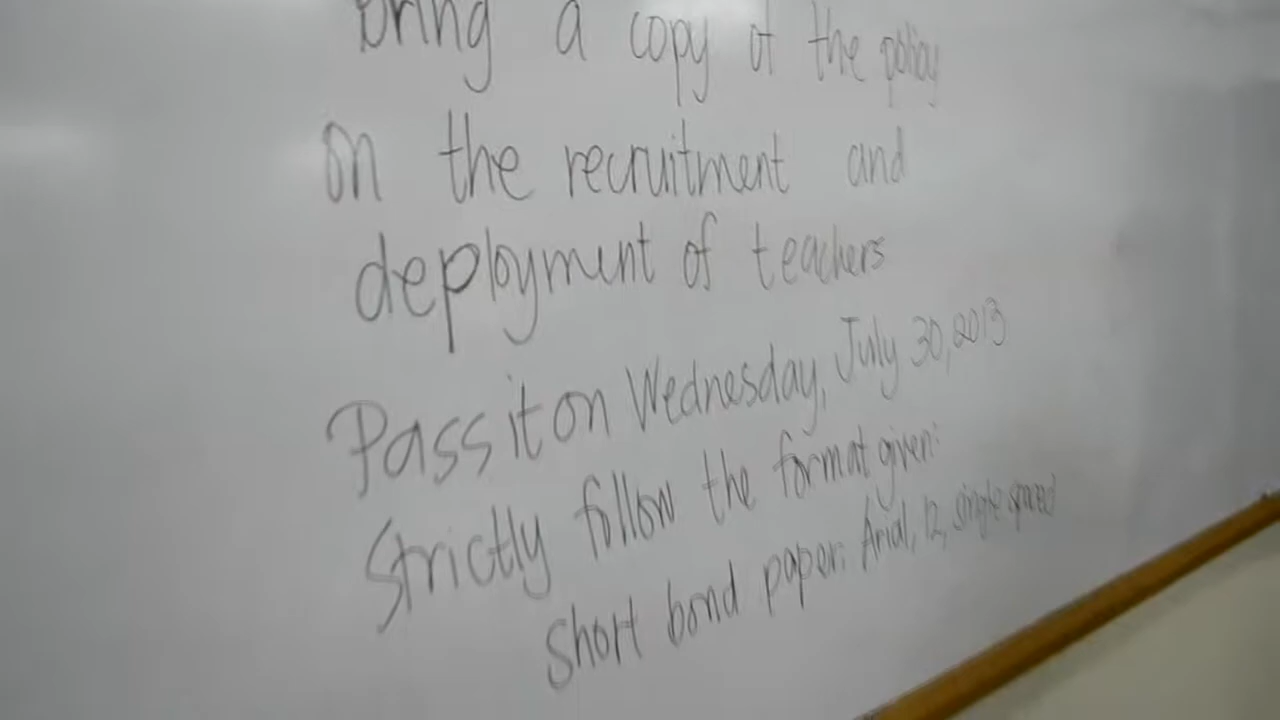 bring a copy of the policy
on the recruitment and
deployment of teachers
Pass it on Wednesday, July 30, 2013
Strictly follow the format given:
Short bond paper: Arial, 12, single spaced